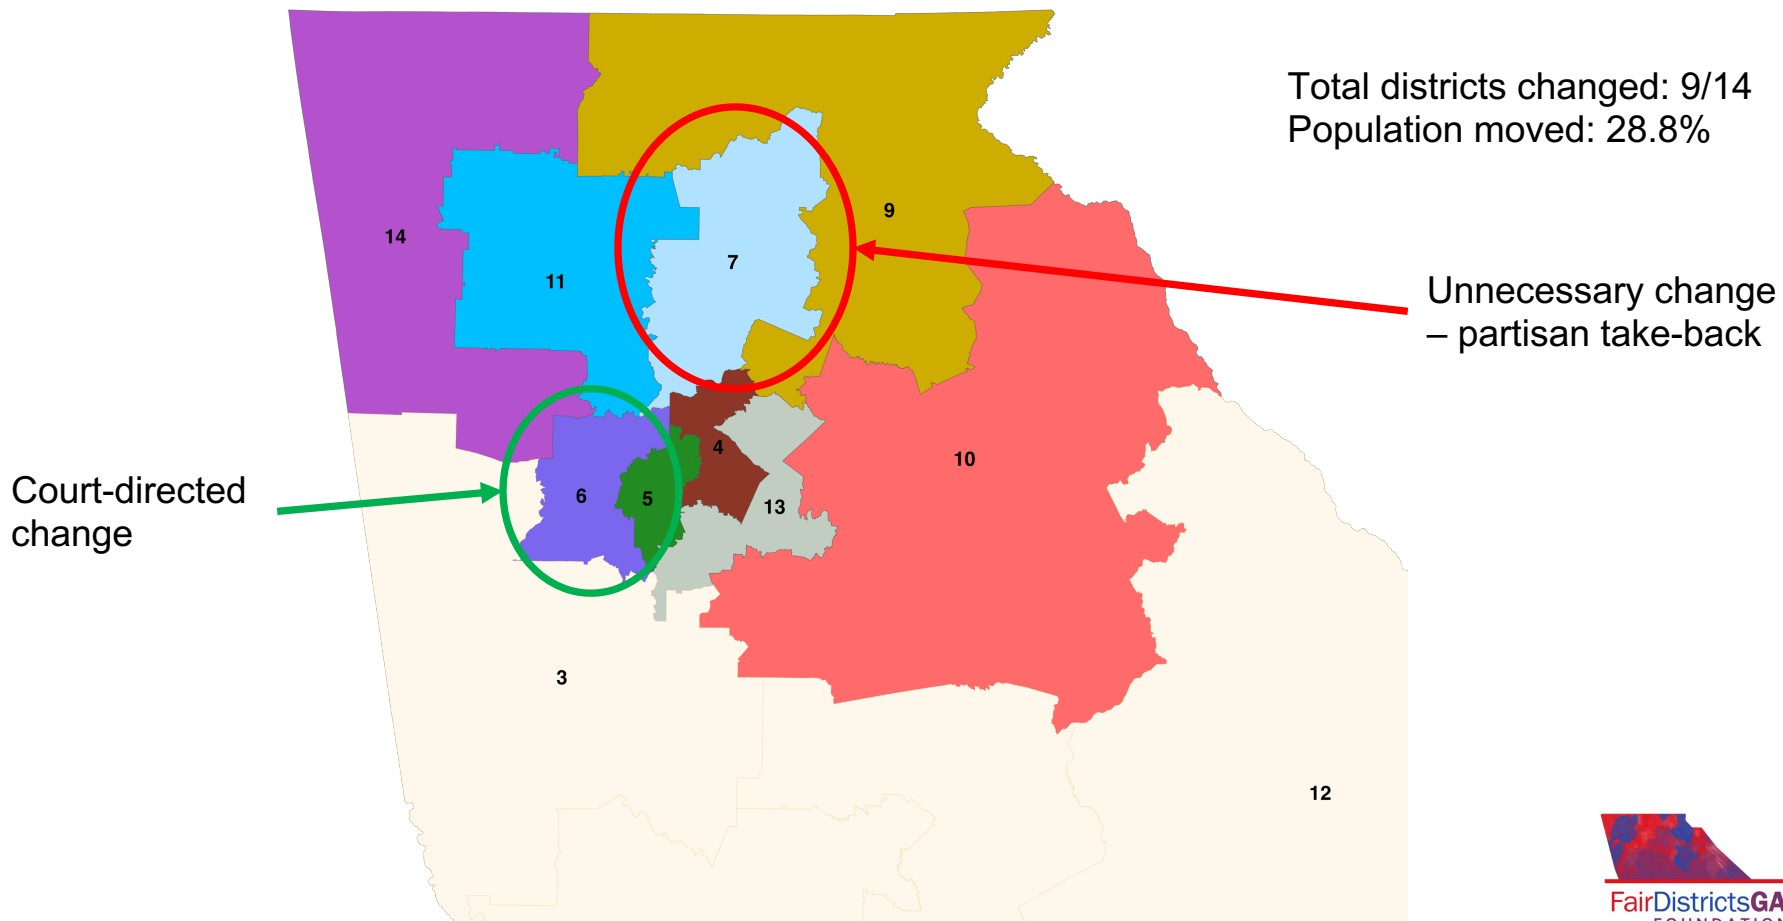 Total districts changed: 9/14
Population moved: 28.8%
9
14
7
11
Unnecessary change
– partisan take-back
4
10
Court-directed
change
6
5
13
3
12
FairDistrictsGA
FOUNDATION